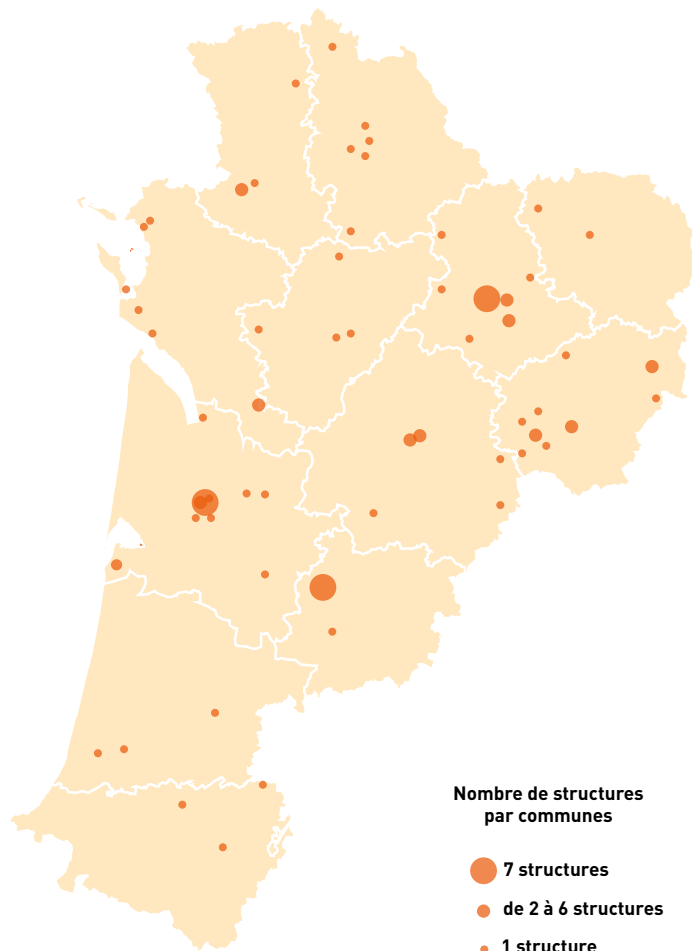 Nombre de structures
par communes
7 structures
de 2 à 6 structures
1 structure